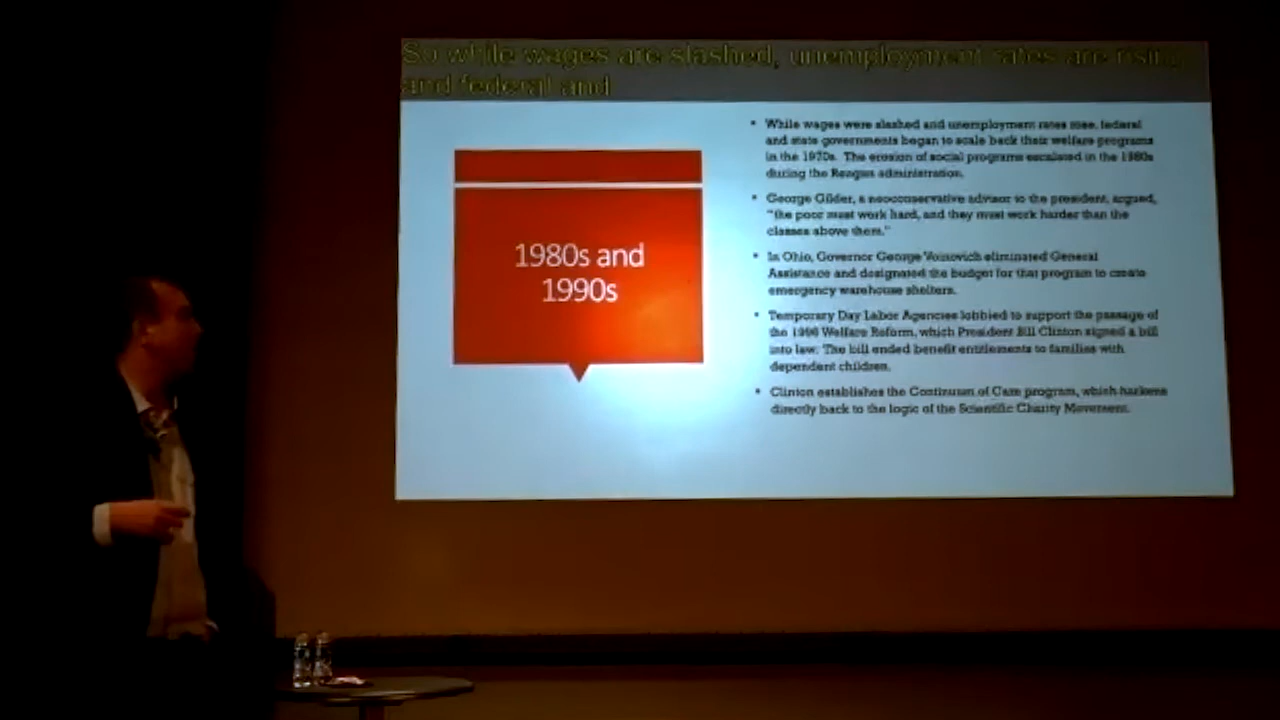 So while wages are slashed, unemployment rates are rising
and federal and
1980s and
1990s
• While wages were slashed and unemployment rates rose, federal
and state governments began to scale back their welfare programs
in the 1970s. The erosion of social programs escalated in the 1980s
during the Reagan administration.
• George Gilder, a neoconservative advisor to the president, argued,
"the poor must work hard, and they must work harder than the
classes above them."
• In Ohio, Governor George Voinovich eliminated General
Assistance and designated the budget for that program to create
emergency warehouse shelters.
• Temporary Day Labor Agencies lobbied to support the passage of
the 1996 Welfare Reform, which President Bill Clinton signed a bill
into law. The bill ended benefit entitlements to families with
dependent children.
• Clinton establishes the Continuum of Care program, which harkens
directly back to the logic of the Scientific Charity Movement.